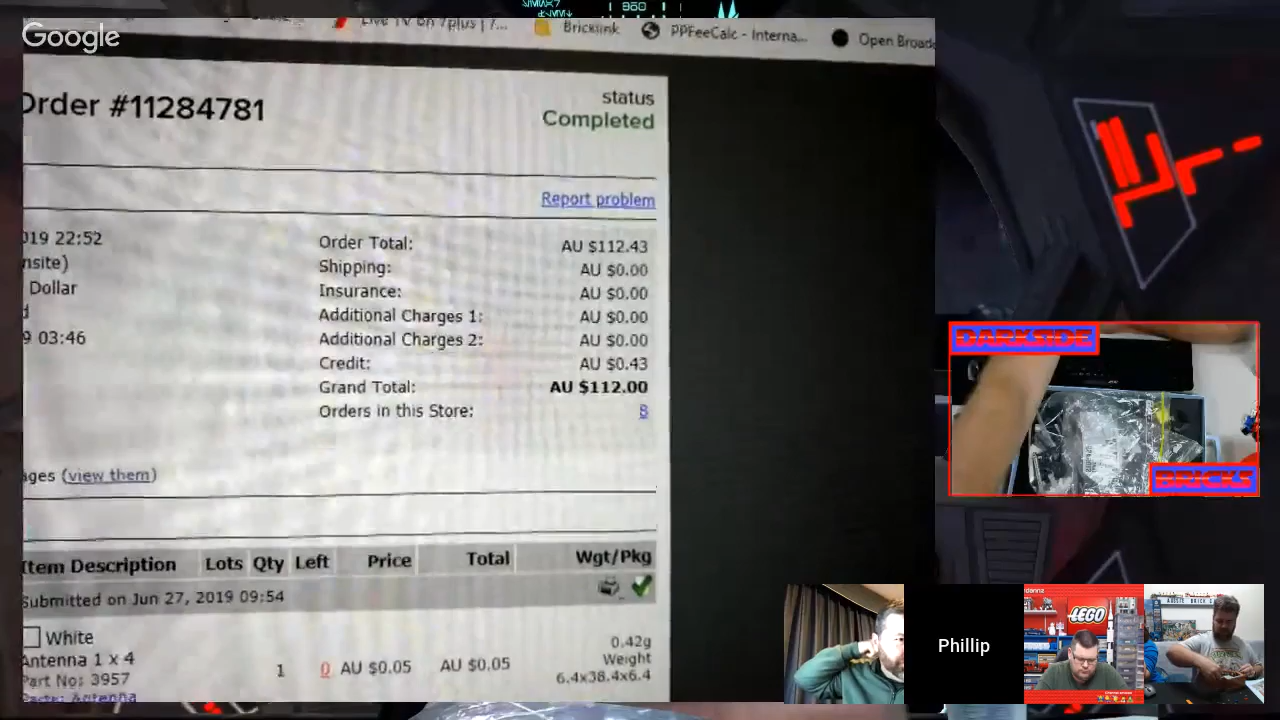 Google
Live TV on 7plus | 7...
Bricklink
PPFeeCalc - Interna...
Open Broad
Order #11284781
status
Completed
Report problem
019 22:52
Order Total: AU $112.43
nsite)
Shipping: AU $0.00
Dollar
Insurance: AU $0.00
d
Additional Charges 1: AU $0.00
9 03:46
Additional Charges 2: AU $0.00
Credit: AU $0.43
Grand Total: AU $112.00
Orders in this Store: 8
ages (view them)
Item Description Lots Qty Left Price Total Wgt/Pkg
Submitted on Jun 27, 2019 09:54
White
Antenna 1 x 4
Part No: 3957
Parts: Antenna
1 0 AU $0.05 AU $0.05
0.42g
Weight
6.4x38.4x6.4
DARKSIDE
BRICKS
Phillip
LEGO